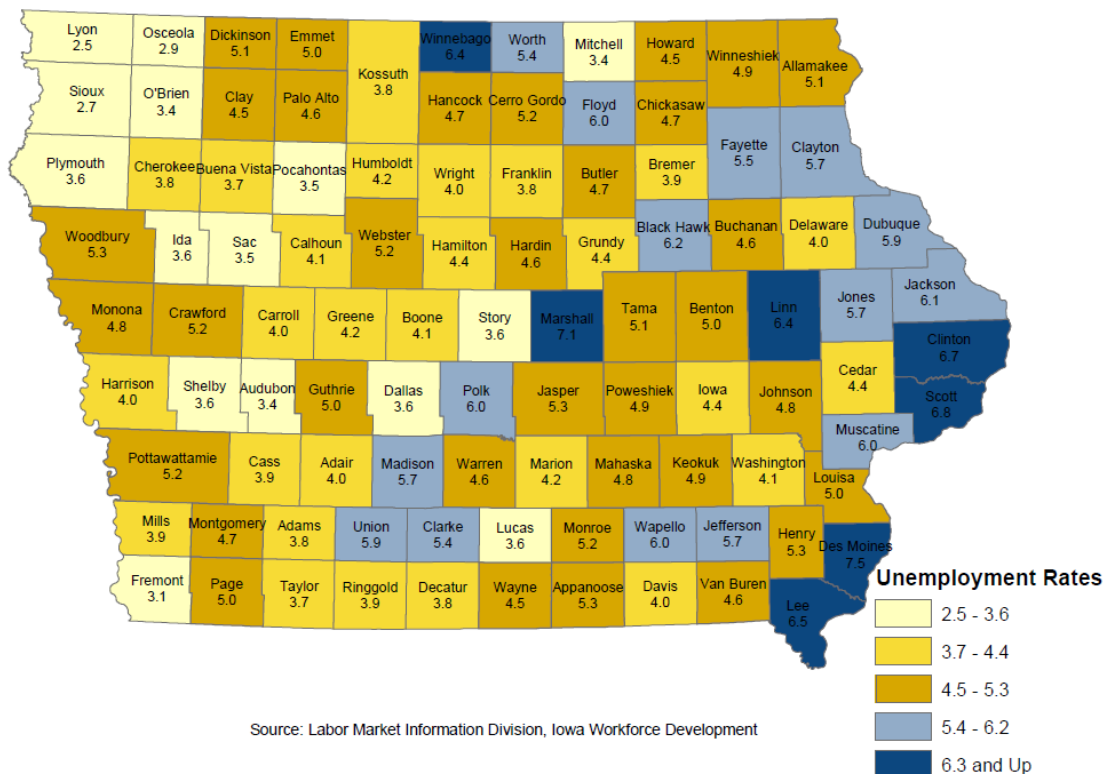 Lyon
2.5
Osceola
2.9
Dickinson
5.1
Emmet
5.0
Kossuth
3.8
Winnebago
6.4
Worth
5.4
Mitchell
3.4
Howard
4.5
Winneshiek
4.9
Allamakee
5.1
Sioux
2.7
O'Brien
3.4
Clay
4.5
Palo Alto
4.6
Hancock
4.7
Cerro Gordo
5.2
Floyd
6.0
Chickasaw
4.7
Fayette
5.5
Clayton
5.7
Plymouth
3.6
Cherokee
3.8
Buena Vista
3.7
Pocahontas
3.5
Humboldt
4.2
Wright
4.0
Franklin
3.8
Butler
4.7
Bremer
3.9
Woodbury
5.3
Ida
3.6
Sac
3.5
Calhoun
4.1
Webster
5.2
Hamilton
4.4
Hardin
4.6
Grundy
4.4
Black Hawk
6.2
Buchanan
4.6
Delaware
4.0
Dubuque
5.9
Monona
4.8
Crawford
5.2
Carroll
4.0
Greene
4.2
Boone
4.1
Story
3.6
Marshall
7.1
Tama
5.1
Benton
5.0
Linn
6.4
Jones
5.7
Jackson
6.1
Clinton
6.7
Harrison
4.0
Shelby
3.6
Audubon
3.4
Guthrie
5.0
Dallas
3.6
Polk
6.0
Jasper
5.3
Poweshiek
4.9
Iowa
4.4
Johnson
4.8
Cedar
4.4
Scott
6.8
Muscatine
6.0
Pottawattamie
5.2
Cass
3.9
Adair
4.0
Madison
5.7
Warren
4.6
Marion
4.2
Mahaska
4.8
Keokuk
4.9
Washington
4.1
Louisa
5.0
Mills
3.9
Montgomery
4.7
Adams
3.8
Union
5.9
Clarke
5.4
Lucas
3.6
Monroe
5.2
Wapello
6.0
Jefferson
5.7
Henry
5.3
Des Moines
7.5
Fremont
3.1
Page
5.0
Taylor
3.7
Ringgold
3.9
Decatur
3.8
Wayne
4.5
Appanoose
5.3
Davis
4.0
Van Buren
4.6
Lee
6.5
Unemployment Rates
2.5 - 3.6
3.7 - 4.4
4.5 - 5.3
5.4 - 6.2
6.3 and Up
Source: Labor Market Information Division, Iowa Workforce Development